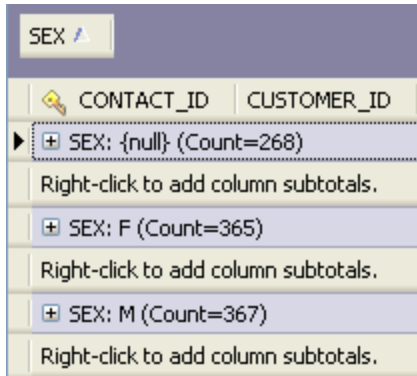 SEX
CONTACT_ID CUSTOMER_ID
SEX: {null} (Count=268)
Right-click to add column subtotals.
SEX: F (Count=365)
Right-click to add column subtotals.
SEX: M (Count=367)
Right-click to add column subtotals.